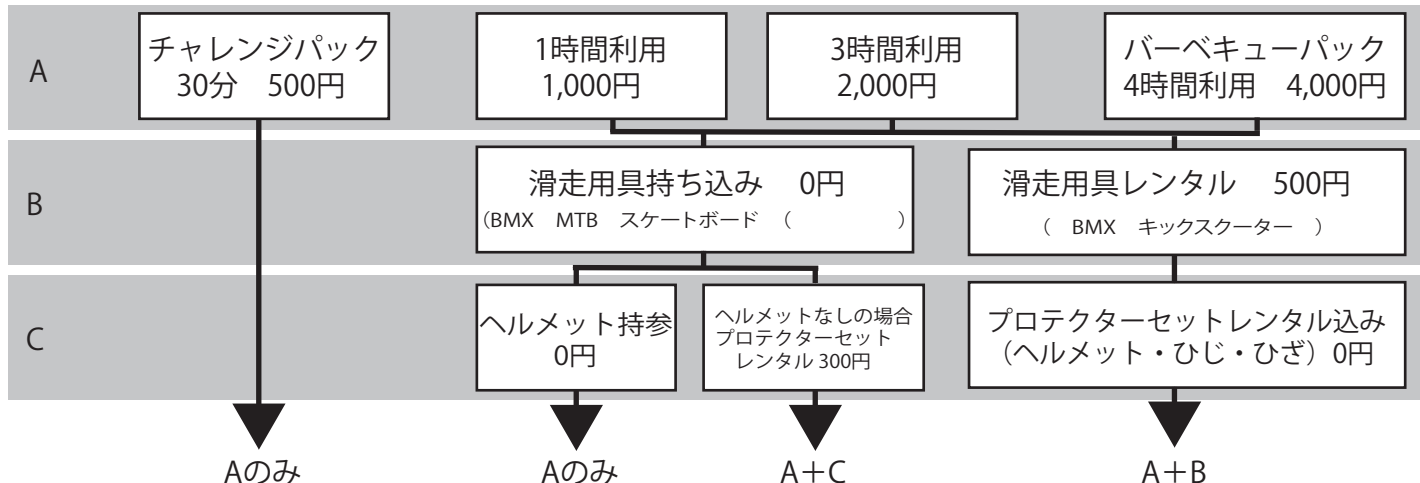 A
チャレンジパック
30分　500円
1時間利用
1,000円
3時間利用
2,000円
バーベキューパック
4時間利用　4,000円
B
滑走用具持ち込み　0円
（BMX　MTB　スケートボード　（　　　　　　）
滑走用具レンタル　500円
（　BMX　キックスクーター　）
C
ヘルメット持参
0円
ヘルメットなしの場合
プロテクターセット
レンタル 300円
プロテクターセットレンタル込み
（ヘルメット・ひじ・ひざ）0円
Aのみ
Aのみ
A＋C
A＋B